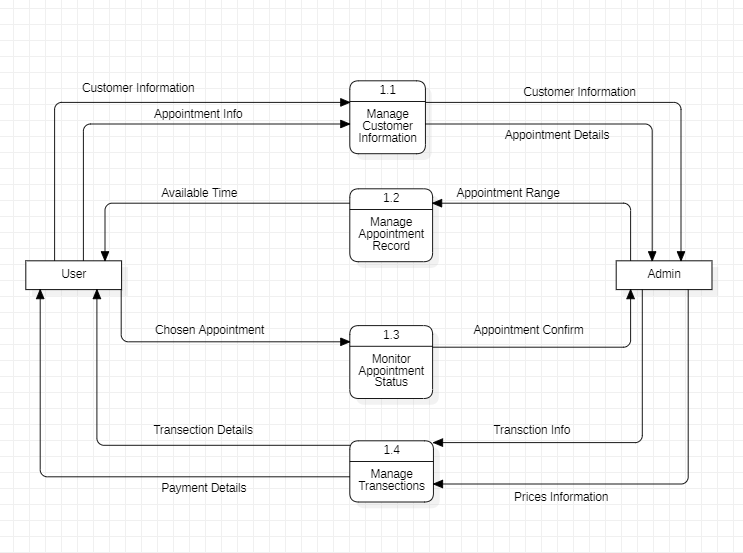 1.1
Customer Information
Customer Information
Appointment Info
Manage
Customer
Information
Appointment Details
Available Time
1.2
Appointment Range
Manage
Appointment
Record
User
Admin
Chosen Appointment
1.3
Appointment Confirm
Monitor
Appointment
Status
Transection Details
Transction Info
1.4
Manage
Transections
Payment Details
Prices Information